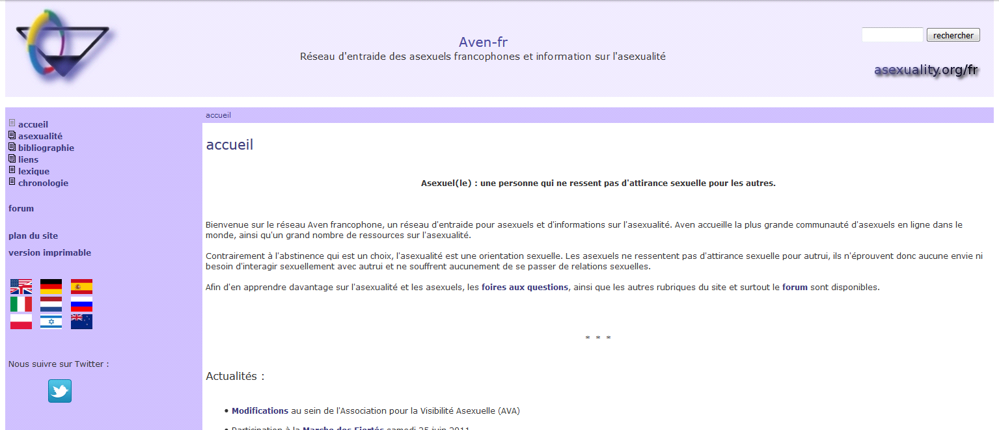 Aven-fr
Réseau d'entraide des asexuels francophones et information sur l'asexualité
rechercher
asexuality.org/fr
accueil
asexualité
bibliographie
liens
lexique
chronologie
forum
plan du site
version imprimable
Nous suivre sur Twitter :
accueil
accueil
Asexuel(le) : une personne qui ne ressent pas d'attirance sexuelle pour les autres.
Bienvenue sur le réseau Aven francophone, un réseau d'entraide pour asexuels et d'informations sur l'asexualité. Aven accueille la plus grande communauté d'asexuels en ligne dans le
monde, ainsi qu'un grand nombre de ressources sur l'asexualité.
Contrairement à l'abstinence qui est un choix, l'asexualité est une orientation sexuelle. Les asexuels ne ressentent pas d'attirance sexuelle pour autrui, ils n'éprouvent donc aucune envie ni
besoin d'interagir sexuellement avec autrui et ne souffrent aucunement de se passer de relations sexuelles.
Afin d'en apprendre davantage sur l'asexualité et les asexuels, les foires aux questions, ainsi que les autres rubriques du site et surtout le forum sont disponibles.
* * *
Actualités :
• Modifications au sein de l'Association pour la Visibilité Asexuelle (AVA)
• Participation à la Marche des Fiertés samedi 25 juin 2011